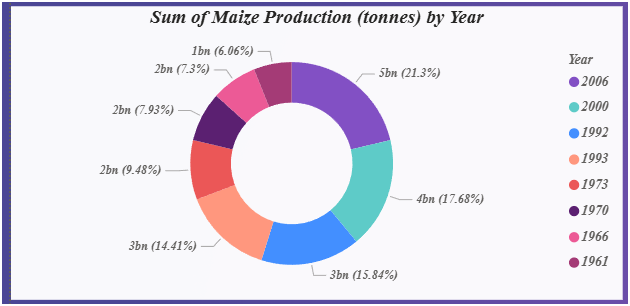 Sum of Maize Production (tonnes) by Year
1bn (6.06%)
2bn (7.3%)
5bn (21.3%)
2bn (7.93%)
2bn (9.48%)
4bn (17.68%)
3bn (14.41%)
3bn (15.84%)
Year
2006
2000
1992
1993
1973
1970
1966
1961